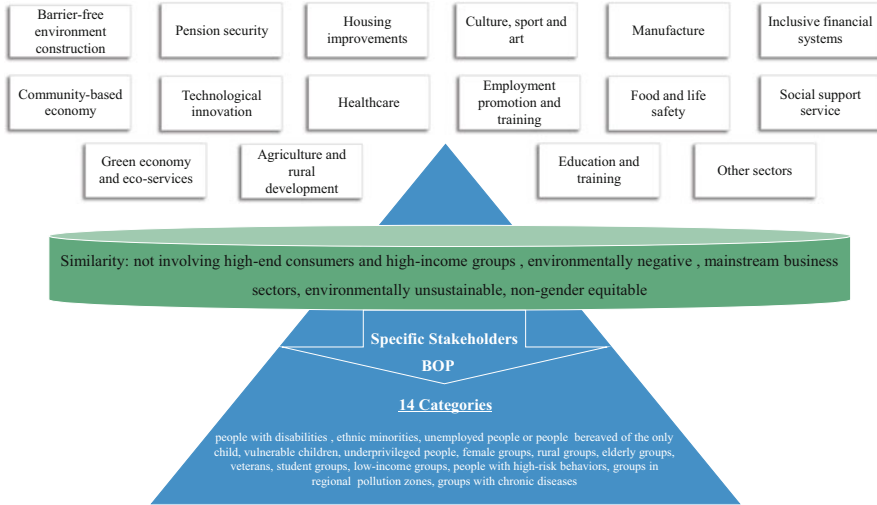 Barrier-free
environment
construction
Pension security
Housing
improvements
Culture, sport and
art
Manufacture
Inclusive financial
systems
Community-based
economy
Technological
innovation
Healthcare
Employment
promotion and
training
Food and life
safety
Social support
service
Green economy
and eco-services
Agriculture and
rural
development
Education and
training
Other sectors
Similarity: not involving high-end consumers and high-income groups , environmentally negative , mainstream business
sectors, environmentally unsustainable, non-gender equitable
Specific Stakeholders
BOP
14 Categories
people with disabilities , ethnic minorities, unemployed people or people bereaved of the only
child, vulnerable children, underprivileged people, female groups, rural groups, elderly groups,
veterans, student groups, low-income groups, people with high-risk behaviors, groups in
regional pollution zones, groups with chronic diseases